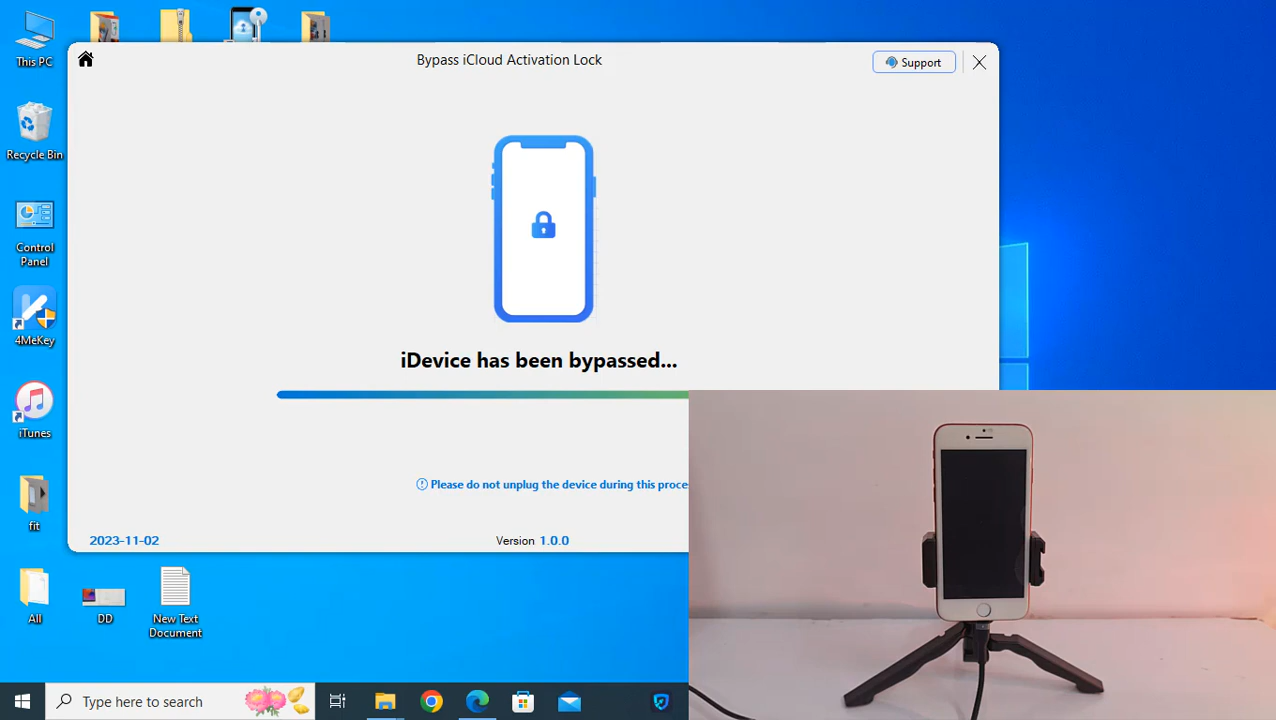 This PC
Bypass iCloud Activation Lock
Support
Recycle Bin
Control
Panel
4MeKey
iDevice has been bypassed...
iTunes
Please do not unplug the device during this proce
fit
2023-11-02
Version 1.0.0
All
DD
New Text
Document
Type here to search